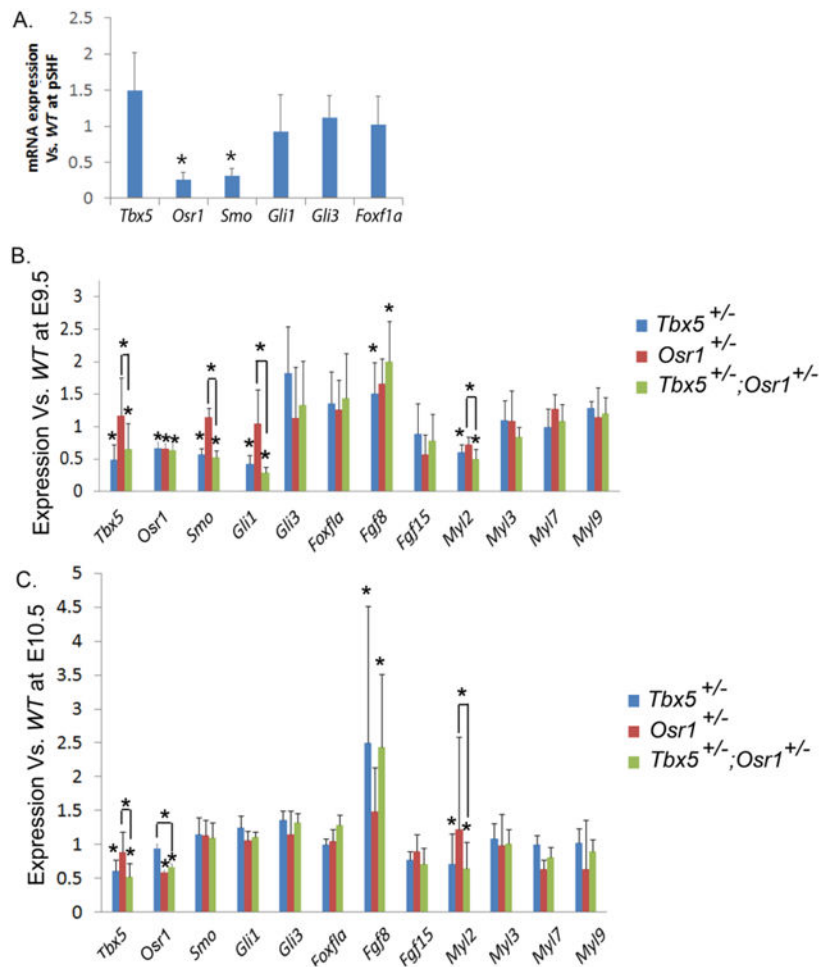 A.
mRNA expression
Vs. WT at pSHF
2.5
2
1.5
1
0.5
0
*
*
Tbx5 Osr1 Smo Gli1 Gli3 Foxf1a
B.
Expression Vs. WT at E9.5
3
2.5
2
1.5
1
0.5
0
* * * *
* *
* * * * * * * * * * *
*
* *
Tbx5 Osr1 Smo Gli1 Gli3 Foxfla Fgf8 Fgf15 Myl2 Myl3 Myl7 Myl9
Tbx5 +/-
Osr1 +/-
Tbx5 +/- ;Osr1 +/-
C.
Expression Vs. WT at E10.5
5
4.5
4
3.5
3
2.5
2
1.5
1
0.5
0
*
*
*
* *
* * * *
* *
Tbx5 Osr1 Smo Gli1 Gli3 Foxfla Fgf8 Fgf15 Myl2 Myl3 Myl7 Myl9
Tbx5 +/-
Osr1 +/-
Tbx5 +/- ;Osr1 +/-